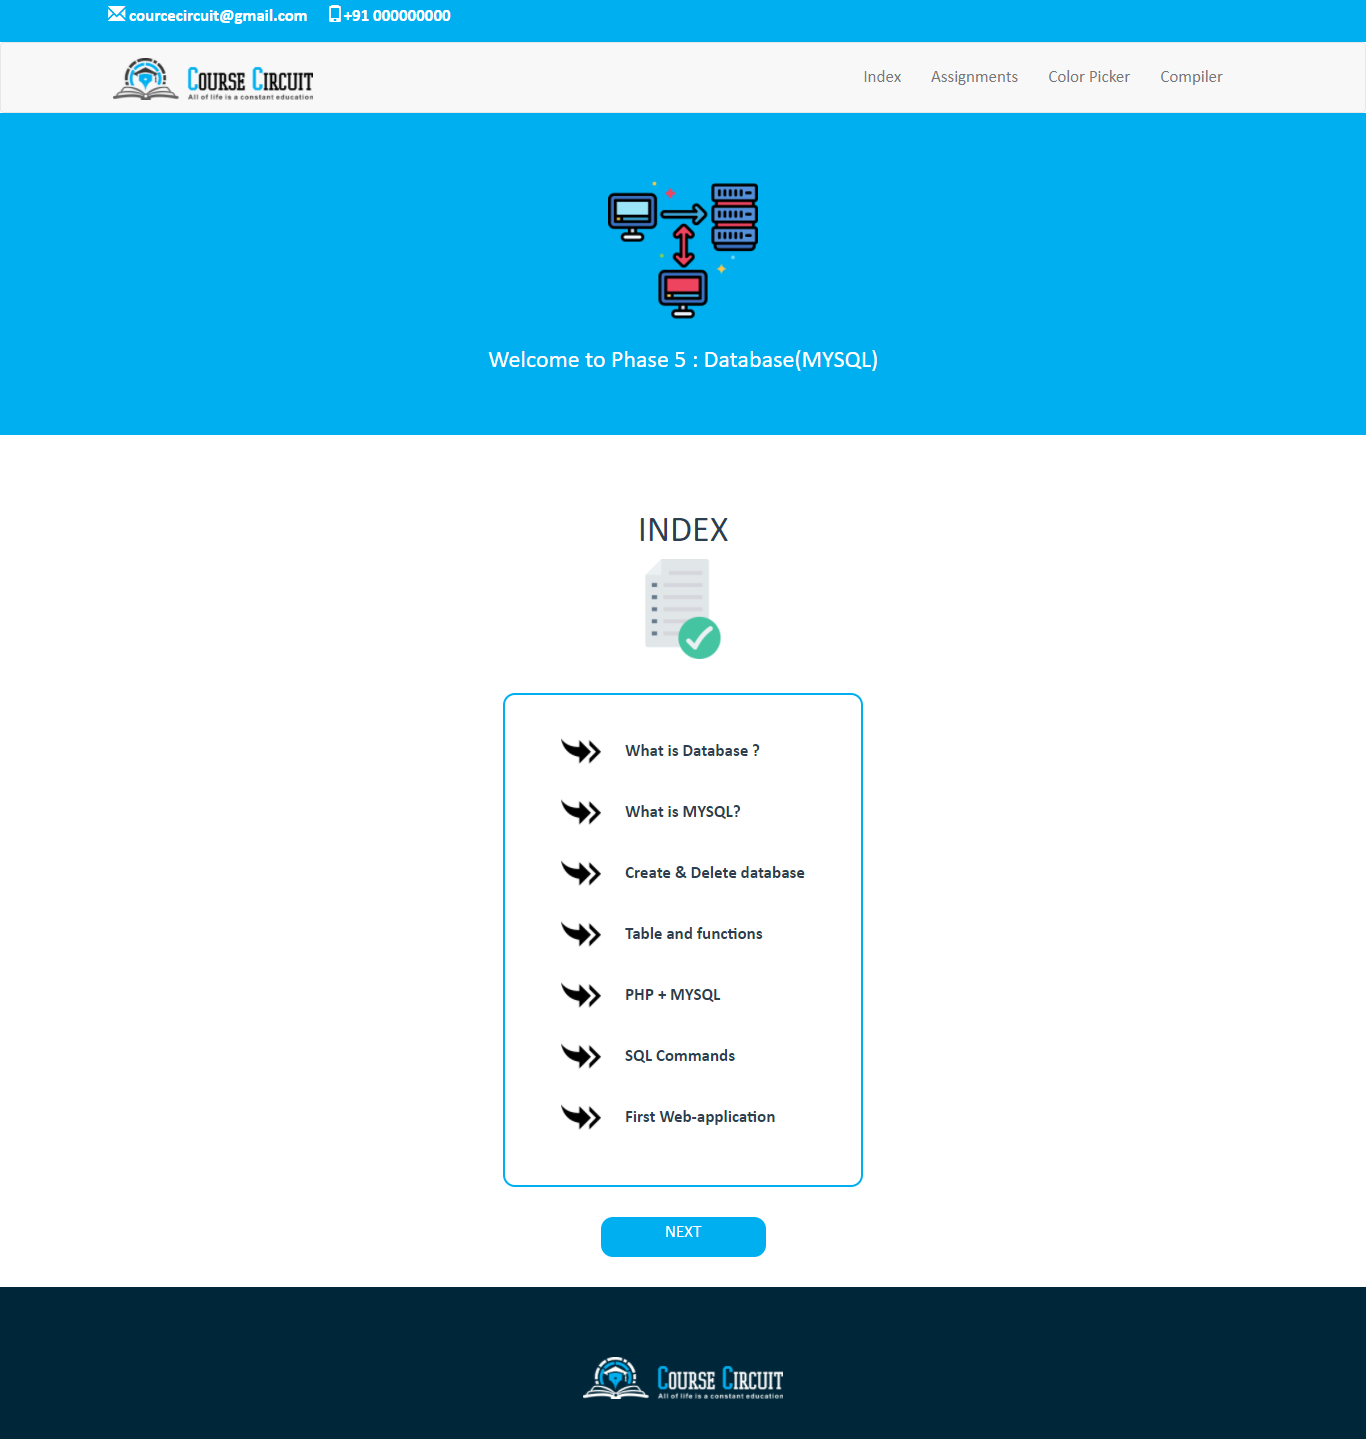 courcecircuit@gmail.com +91 000000000
COURSE CIRCUIT
All of life is a constant education
Index Assignments Color Picker Compiler
Welcome to Phase 5 : Database(MYSQL)
INDEX
What is Database ?
What is MYSQL?
Create & Delete database
Table and functions
PHP + MYSQL
SQL Commands
First Web-application
NEXT
COURSE CIRCUIT
All of life is a constant education